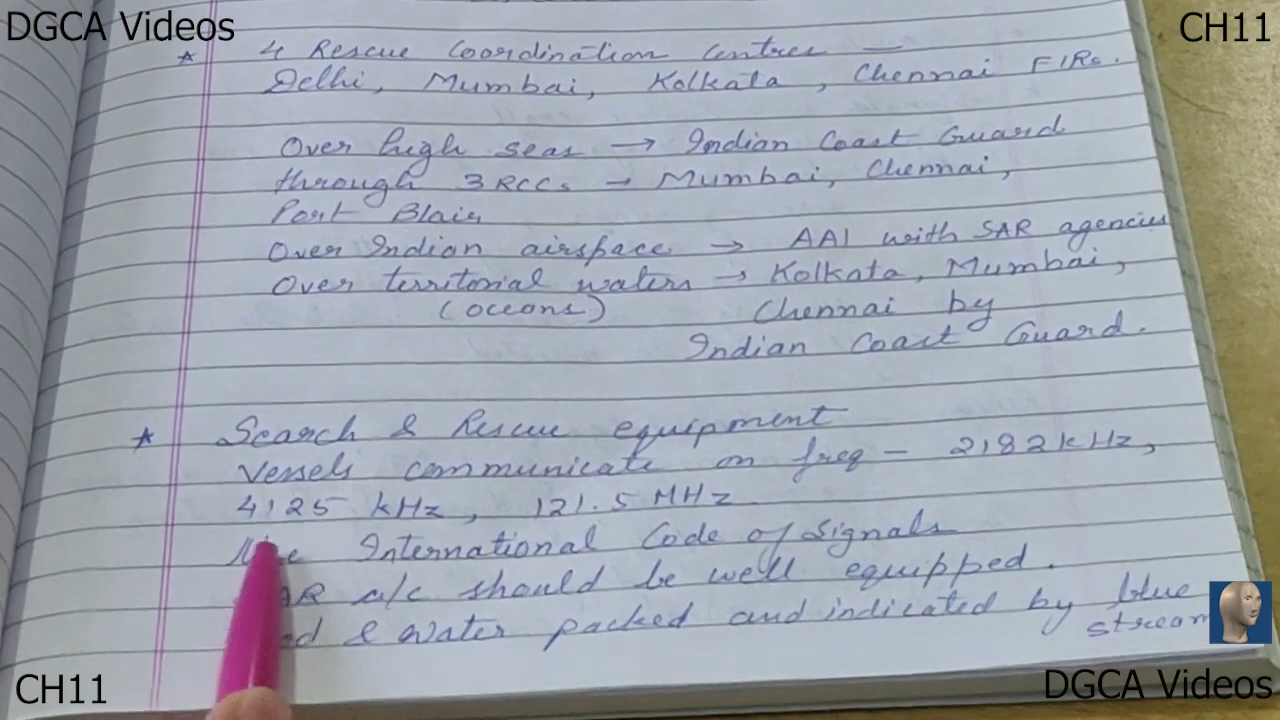 DGCA Videos
CH11
* 4 Rescue Coordination Centres —
Delhi, Mumbai, Kolkata, Chennai FIRs.
Over high seas → Indian Coast Guard
through 3 RCCs → Mumbai, Chennai,
Port Blair
Over Indian airspace → AAI with SAR agencies
Over territorial waters → Kolkata, Mumbai,
(oceans) Chennai by
Indian Coast Guard.
* Search & Rescue equipment
Vessels communicate on freq – 2182 kHz,
4125 kHz, 121.5 MHz.
International Code of Signals
a/c should be well equipped.
& water packed and indicated by blue
CH11
DGCA Videos